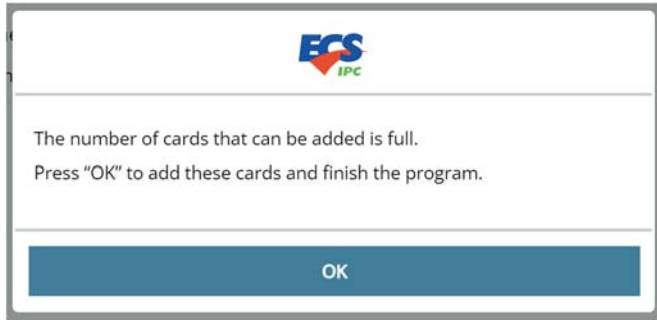 ECS
IPC
The number of cards that can be added is full.
Press “OK” to add these cards and finish the program.
OK